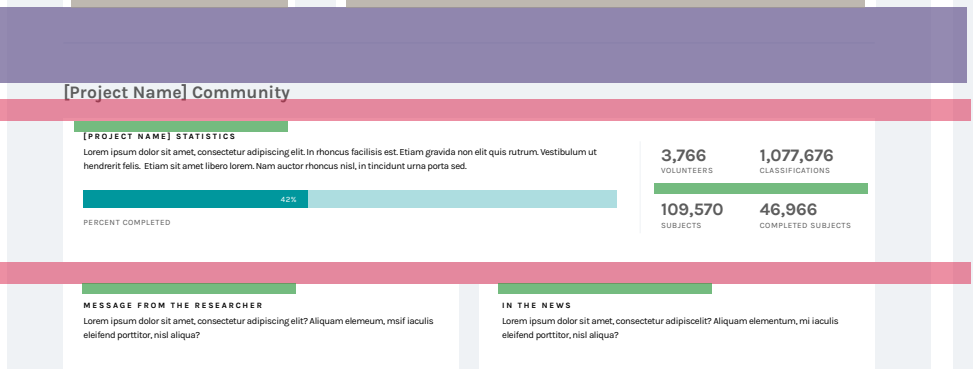 [Project Name] Community
[PROJECT NAME] STATISTICS
Lorem ipsum dolor sit amet, consectetur adipiscing elit. In rhoncus facilisis est. Etiam gravida non elit quis rutrum. Vestibulum ut
hendrerit felis. Etiam sit amet libero lorem. Nam auctor rhoncus nisl, in tincidunt urna porta sed.
42%
PERCENT COMPLETED
3,766 1,077,676
VOLUNTEERS CLASSIFICATIONS
109,570 46,966
SUBJECTS COMPLETED SUBJECTS
MESSAGE FROM THE RESEARCHER
Lorem ipsum dolor sit amet, consectetur adipiscing elit? Aliquam elemeum, msif iaculis
eleifend porttitor, nisl aliqua?
IN THE NEWS
Lorem ipsum dolor sit amet, consectetur adipiscelit? Aliquam elementum, mi iaculis
eleifend porttitor, nisl aliqua?